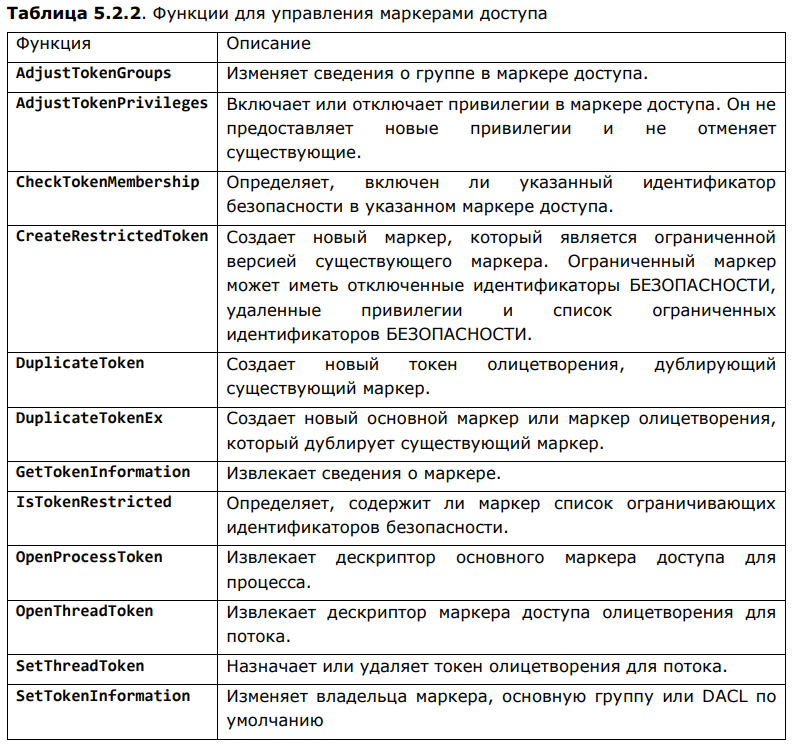 Таблица 5.2.2. Функции для управления маркерами доступа
Функция Описание
AdjustTokenGroups Изменяет сведения о группе в маркере доступа.
AdjustTokenPrivileges Включает или отключает привилегии в маркере доступа. Он не
предоставляет новые привилегии и не отменяет
существующие.
CheckTokenMembership Определяет, включен ли указанный идентификатор
безопасности в указанном маркере доступа.
CreateRestrictedToken Создает новый маркер, который является ограниченной
версией существующего маркера. Ограниченный маркер
может иметь отключенные идентификаторы БЕЗОПАСНОСТИ,
удаленные привилегии и список ограниченных
идентификаторов БЕЗОПАСНОСТИ.
DuplicateToken Создает новый токен олицетворения, дублирующий
существующий маркер.
DuplicateTokenEx Создает новый основной маркер или маркер олицетворения,
который дублирует существующий маркер.
GetTokenInformation Извлекает сведения о маркере.
IsTokenRestricted Определяет, содержит ли маркер список ограничивающих
идентификаторов безопасности.
OpenProcessToken Извлекает дескриптор основного маркера доступа для
процесса.
OpenThreadToken Извлекает дескриптор маркера доступа олицетворения для
потока.
SetThreadToken Назначает или удаляет токен олицетворения для потока.
SetTokenInformation Изменяет владельца маркера, основную группу или DACL по
умолчанию